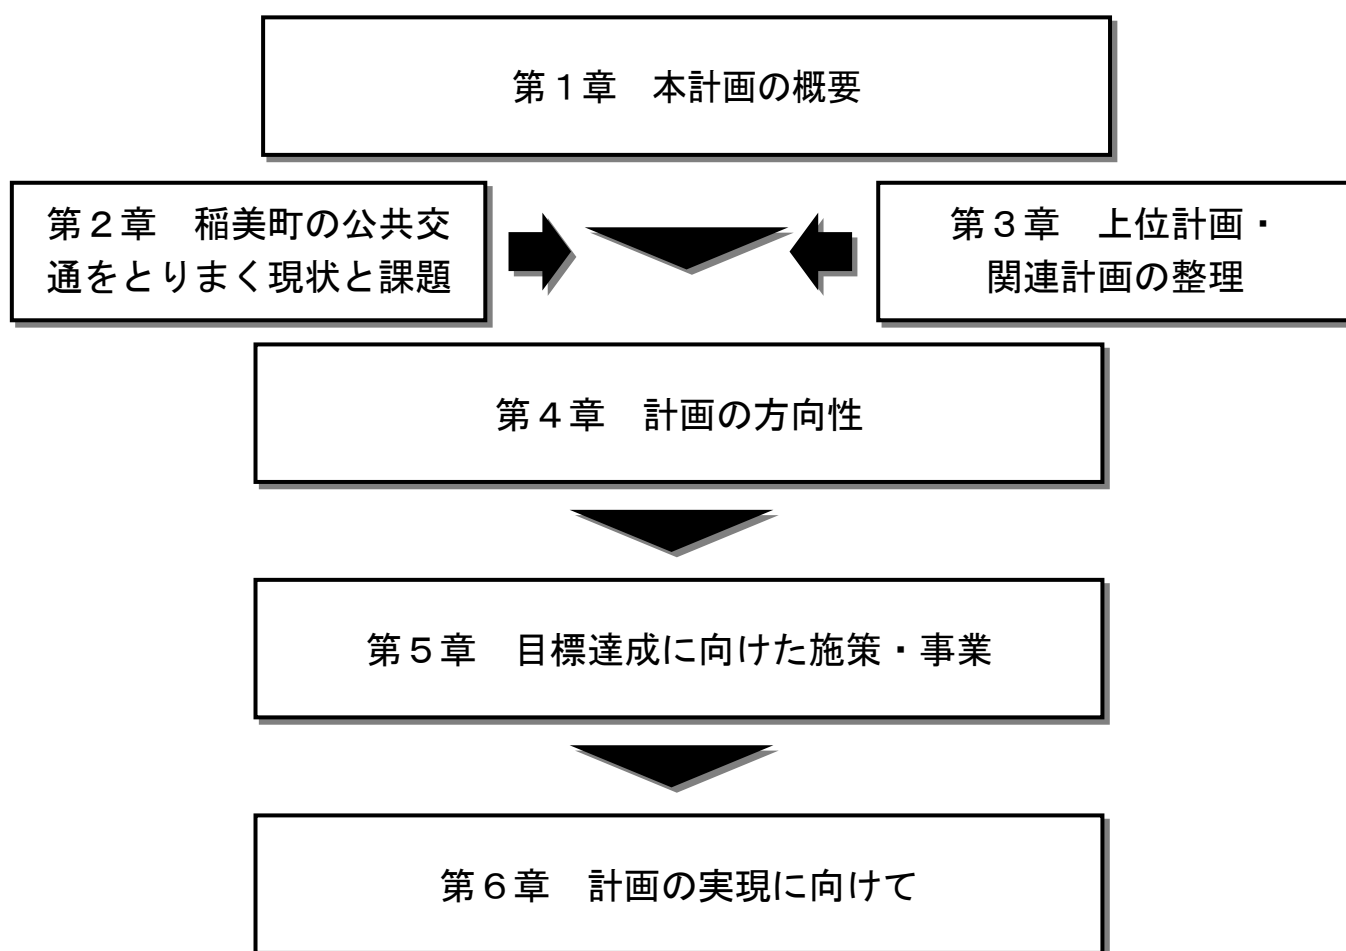 第１章　本計画の概要
第２章　稲美町の公共交
通をとりまく現状と課題
第３章　上位計画・
関連計画の整理
第４章　計画の方向性
第５章　目標達成に向けた施策・事業
第６章　計画の実現に向けて